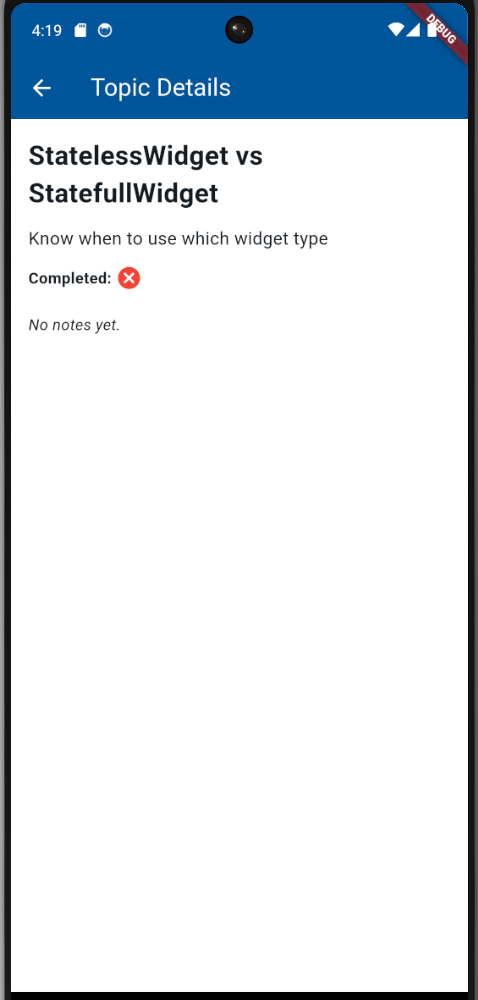 4:19
DEBUG
Topic Details
StatelessWidget vs
StatefullWidget
Know when to use which widget type
Completed:
No notes yet.